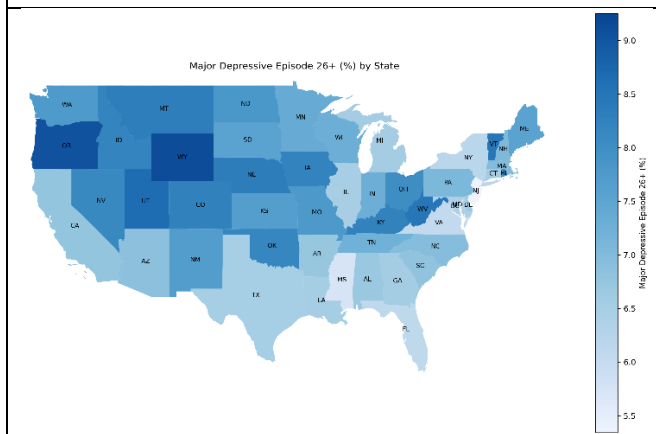 Major Depressive Episode 26+ (%) by State
WA
MT
ND
MN
ME
OR
ID
WY
SD
WI
MI
VT
NH
NY
MA
CT
RI
NE
IA
PA
NJ
NV
UT
CO
IL
IN
OH
MD
DE
DC
CA
KS
MO
WV
VA
KY
AZ
NM
OK
AR
TN
NC
SC
TX
LA
MS
AL
GA
FL
9.0
8.5
8.0
7.5
7.0
6.5
6.0
5.5
Major Depressive Episode 26+ (%)